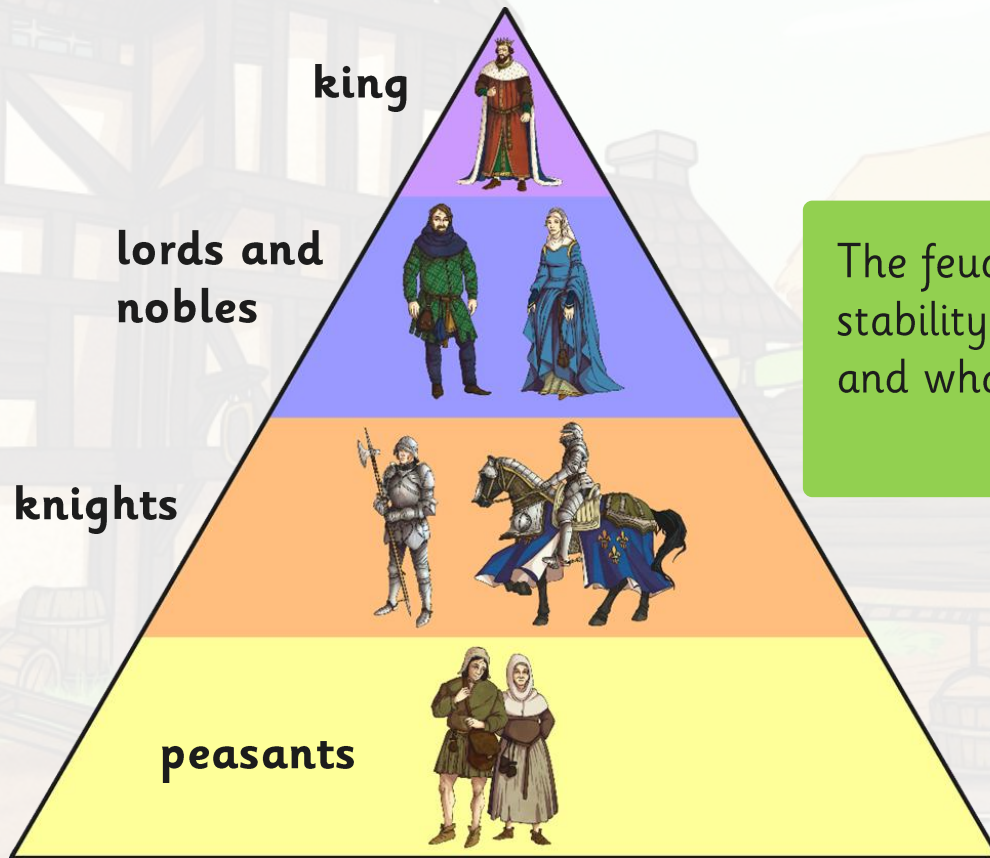 king
lords and
nobles
The
stability
and
knights
peasants